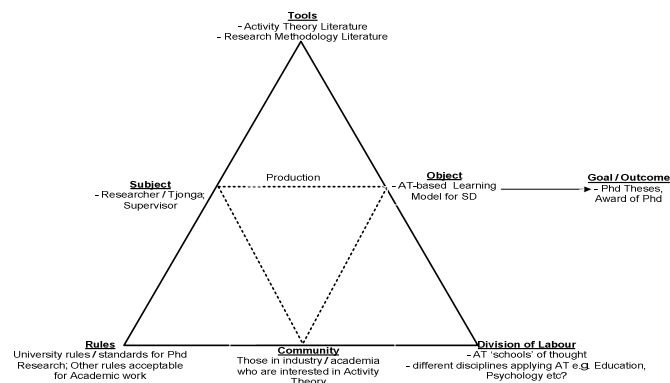 Tools
- Activity Theory Literature
- Research Methodology Literature
Production
Subject
- Researcher / Tjonga;
Supervisor
Object
- AT-based Learning
Model for SD
Goal / Outcome
- Phd Theses,
Award of Phd
Rules
University rules / standards for Phd
Research; Other rules acceptable
for Academic work
Community
Those in industry / academia
who are interested in Activity
Theory
Division of Labour
- AT 'schools' of thought
- different disciplines applying AT e.g. Education,
Psychology etc?